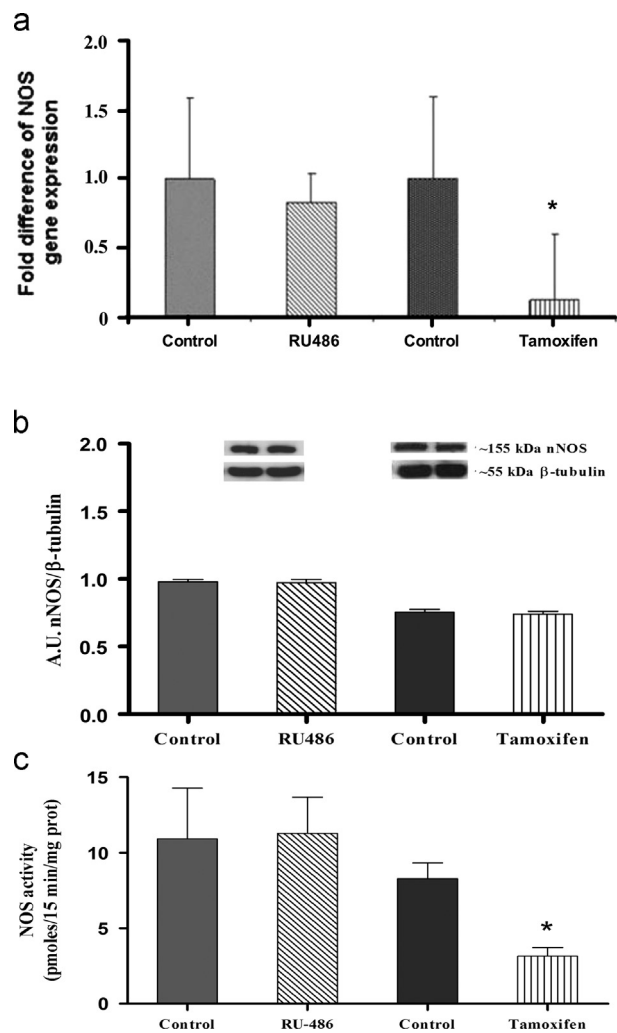 a
Fold difference of NOS
gene expression
2.0
1.5
1.0
0.5
0
*
Control RU486 Control Tamoxifen
b
A.U. nNOS/β-tubulin
2.0
1.5
1.0
0.5
0.0
~155 kDa nNOS
~55 kDa β-tubulin
Control RU486 Control Tamoxifen
c
NOS activity
(pmoles/15 min/mg prot)
15
10
5
0
*
Control RU-486 Control Tamoxifen